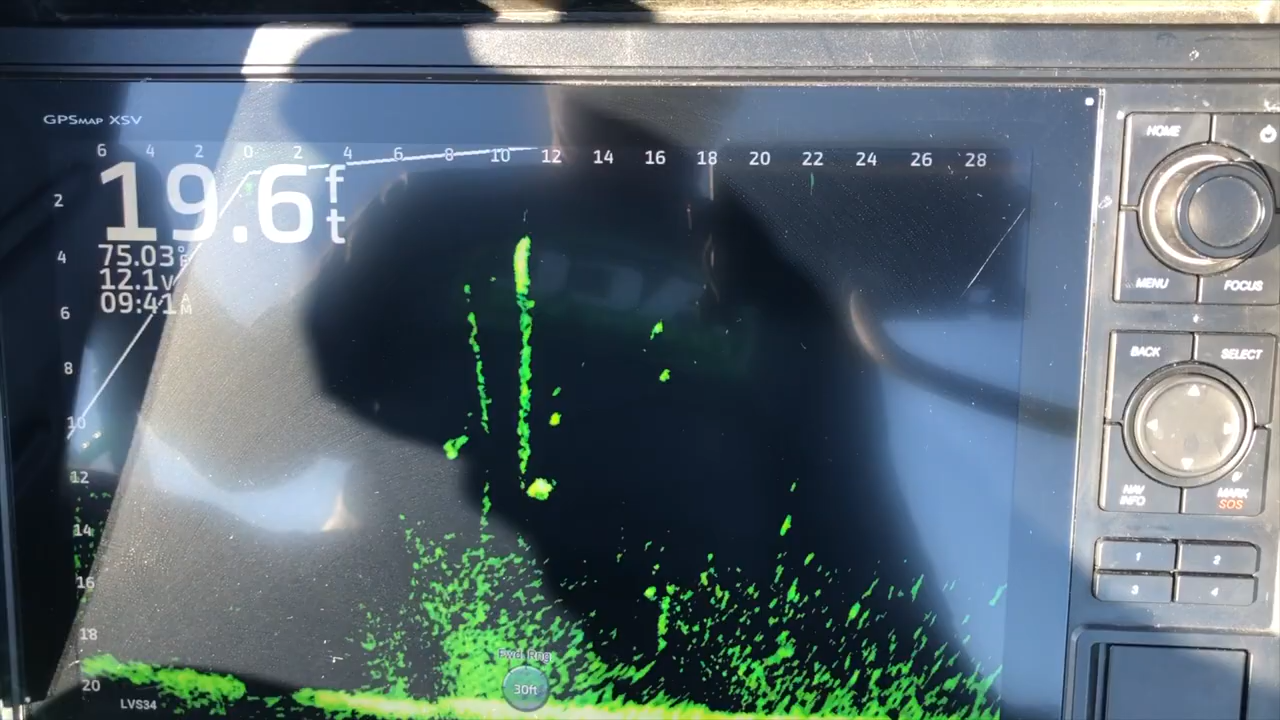 GPSMAP XSV
6 4 2 0 2 4 6 8 10 12 14 16 18 20 22 24 26 28
19.6 ft
75.03°F
12.1V
09:41AM
2
4
6
8
10
12
14
16
18
20
LVS34
Fwd Rng
30ft
HOME
MENU
FOCUS
BACK
SELECT
NAV INFO
MARK SOS
1
2
3
4